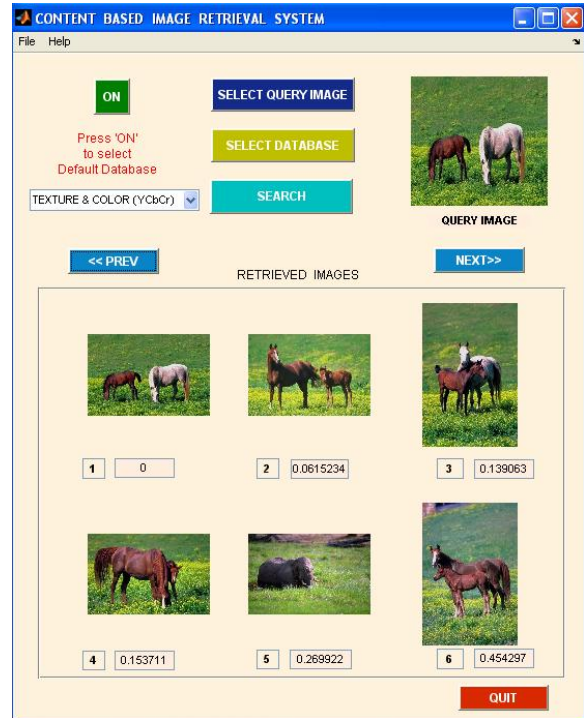 CONTENT BASED IMAGE RETRIEVAL SYSTEM
File Help
ON
SELECT QUERY IMAGE
Press 'ON'
to select
Default Database
SELECT DATABASE
TEXTURE & COLOR (YCbCr)
SEARCH
QUERY IMAGE
<< PREV
RETRIEVED IMAGES
NEXT>>
1 0
2 0.0615234
3 0.139063
4 0.153711
5 0.269922
6 0.454297
QUIT